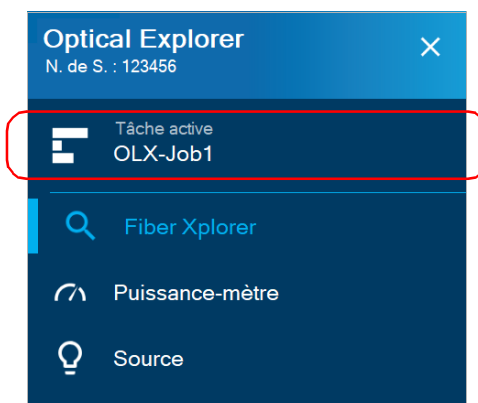 Optical Explorer
N. de S. : 123456
Tâche active
OLX-Job1
Fiber Xplorer
Puissance-mètre
Source